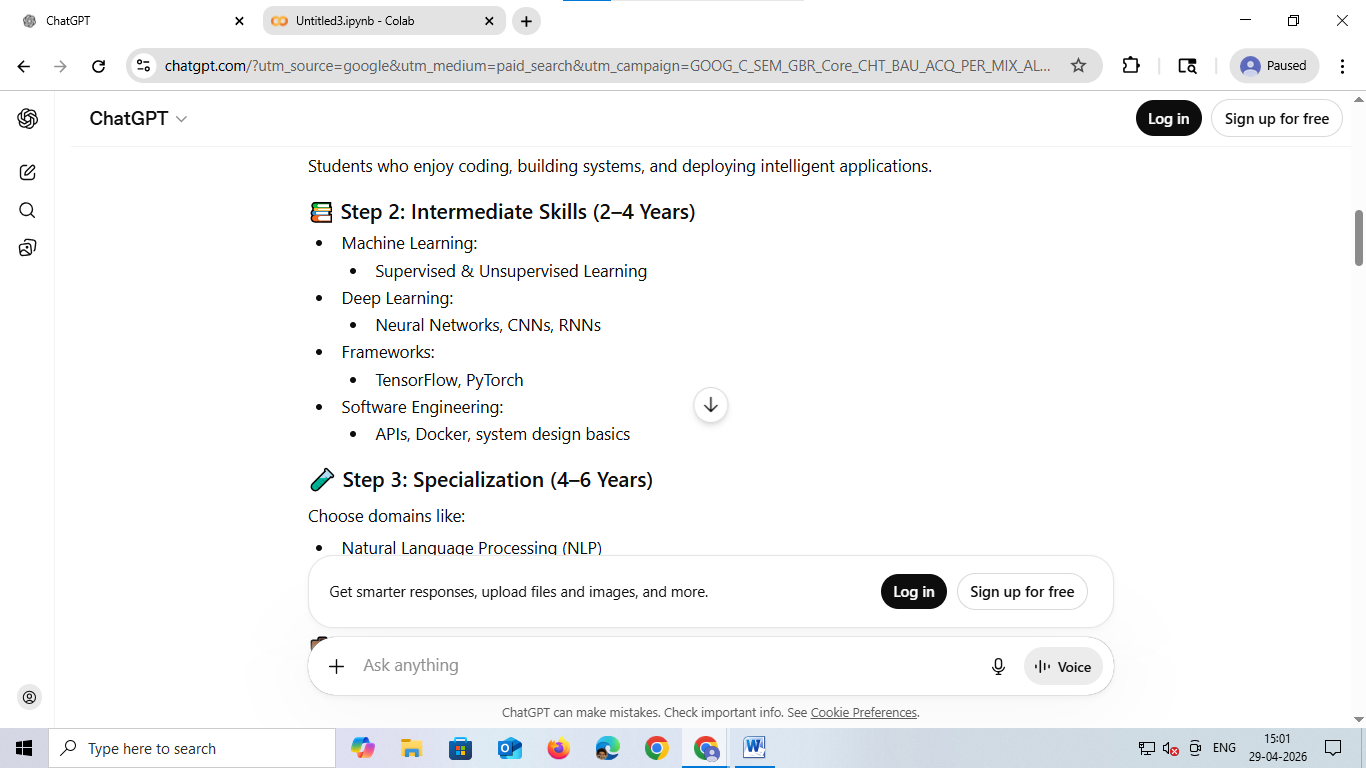 ChatGPT
Untitled3.ipynb - Colab
chatgpt.com/?utm_source=google&utm_medium=paid_search&utm_campaign=GOOG_C_SEM_GBR_Core_CHT_BAU_ACQ_PER_MIX_AL...
Paused
ChatGPT
Log in
Sign up for free
Students who enjoy coding, building systems, and deploying intelligent applications.
Step 2: Intermediate Skills (2–4 Years)
• Machine Learning:
• Supervised & Unsupervised Learning
• Deep Learning:
• Neural Networks, CNNs, RNNs
• Frameworks:
• TensorFlow, PyTorch
• Software Engineering:
• APIs, Docker, system design basics
Step 3: Specialization (4–6 Years)
Choose domains like:
• Natural Language Processing (NLP)
Get smarter responses, upload files and images, and more.
Log in
Sign up for free
Ask anything
Voice
ChatGPT can make mistakes. Check important info. See Cookie Preferences.
Type here to search
ENG
15:01
29-04-2026